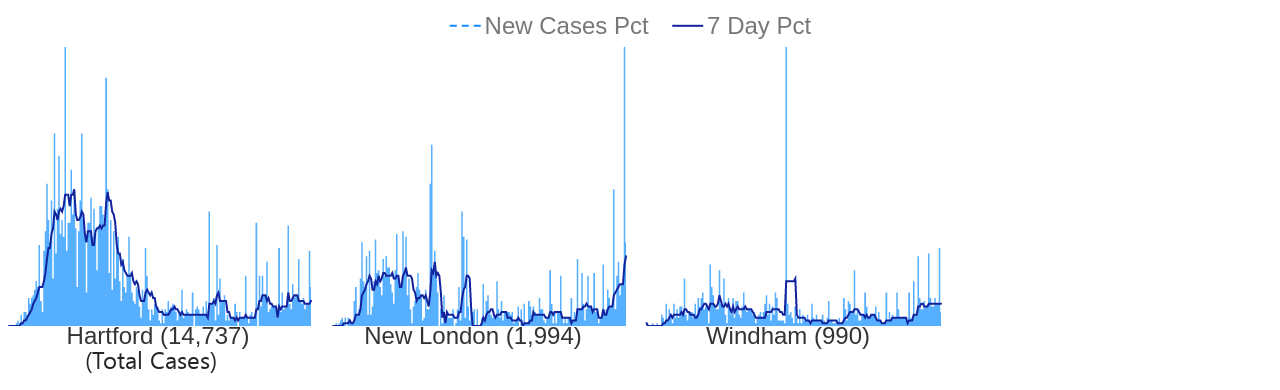 New Cases Pct 7 Day Pct
Hartford (14,737) New London (1,994) Windham (990)
(Total Cases)